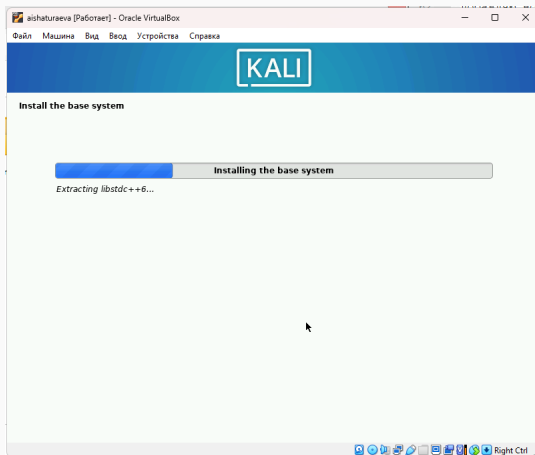 aishaturaeva [Работает] - Oracle VirtualBox
Файл Машина Вид Ввод Устройства Справка
KALI
Install the base system
Installing the base system
Extracting libstdc++6...
Right Ctrl